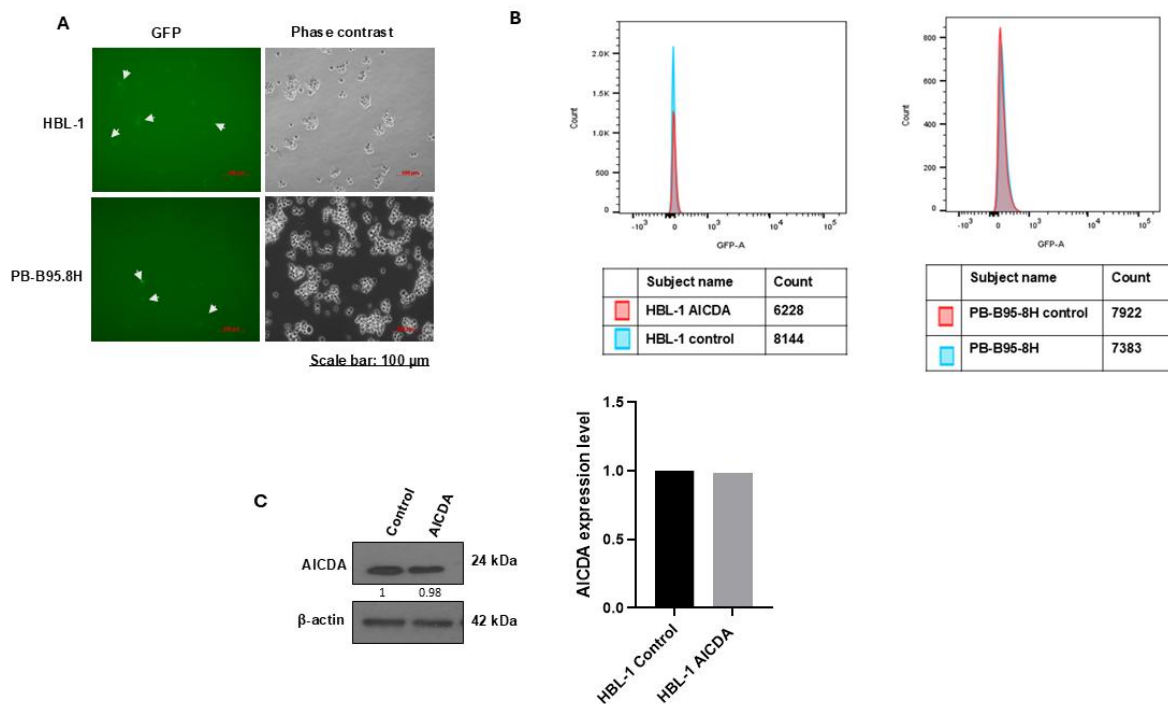 A
GFP
Phase contrast
HBL-1
PB-B95.8H
Scale bar: 100 µm
B
Count
2.0K
1.5K
1.0K
500
0
-10³ 0 10³ 10⁴ 10⁵
GFP-A
Subject name Count
HBL-1 AICDA 6228
HBL-1 control 8144
Count
800
600
400
200
0
-10³ 0 10³ 10⁴ 10⁵
GFP-A
Subject name Count
PB-B95-8H control 7922
PB-B95-8H 7383
C
Control AICDA
AICDA 24 kDa
1 0.98
β-actin 42 kDa
AICDA expression level
1.5
1.0
0.5
0.0
HBL-1 Control
HBL-1 AICDA